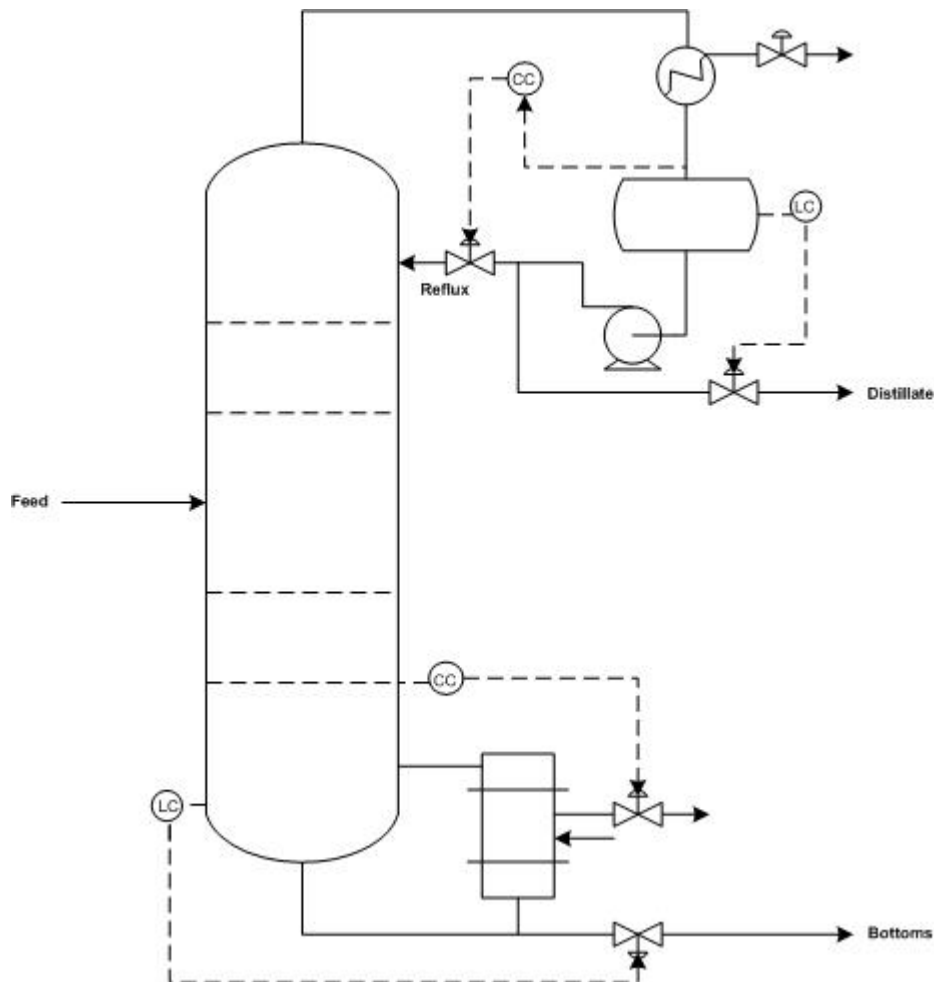 CC
LC
Reflux
Distillate
Feed
CC
LC
Bottoms